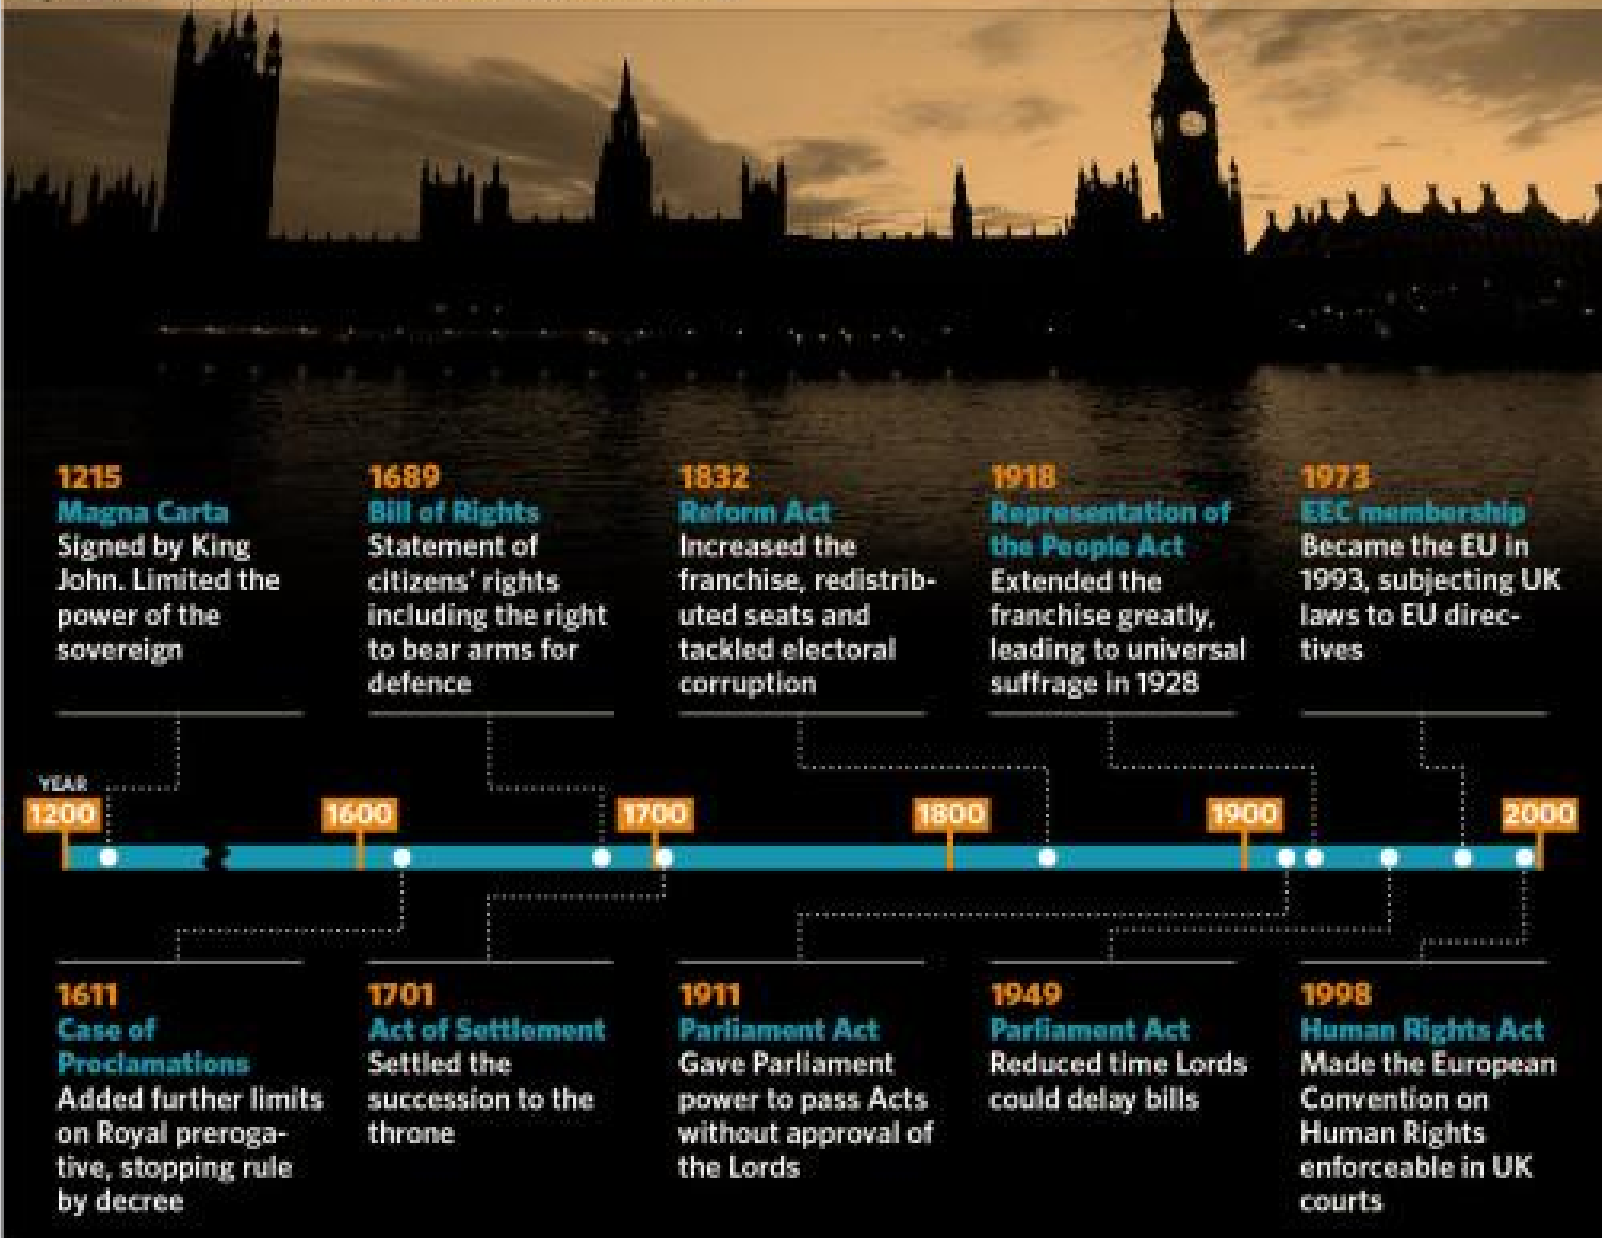 1215
Magna Carta
Signed by King
John. Limited the
power of the
sovereign
1689
Bill of Rights
Statement of
citizens' rights
including the right
to bear arms for
defence
1832
Reform Act
Increased the
franchise, redistrib-
uted seats and
tackled electoral
corruption
1918
Representation of
the People Act
Extended the
franchise greatly,
leading to universal
suffrage in 1928
1973
EEC membership
Became the EU in
1993, subjecting UK
laws to EU direc-
tives
YEAR
1200
1600
1700
1800
1900
2000
1611
Case of
Proclamations
Added further limits
on Royal preroga-
tive, stopping rule
by decree
1701
Act of Settlement
Settled the
succession to the
throne
1911
Parliament Act
Gave Parliament
power to pass Acts
without approval of
the Lords
1949
Parliament Act
Reduced time Lords
could delay bills
1998
Human Rights Act
Made the European
Convention on
Human Rights
enforceable in UK
courts